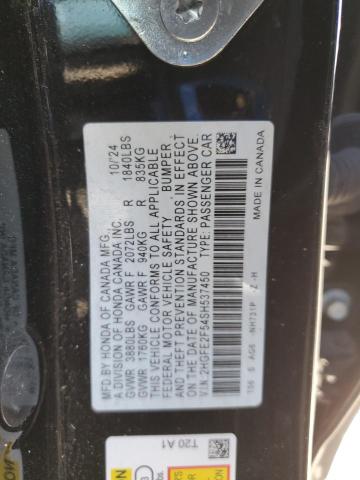 MFD.BY HONDA OF CANADA MFG. 10/'24
A DIVISION OF HONDA CANADA INC.
GVWR 3880LBS GAWR F 2072LBS R 1840LBS
GVWR 1760KG GAWR F 940KG R 835KG
THIS VEHICLE CONFORMS TO ALL APPLICABLE
FEDERAL MOTOR VEHICLE SAFETY, BUMPER,
AND THEFT PREVENTION STANDARDS IN EFFECT
ON THE DATE OF MANUFACTURE SHOWN ABOVE.
V.I.N.: 2HGFE2F54SH537450 TYPE: PASSENGER CAR
MADE IN CANADA
NH731P Z -H
T20 A1